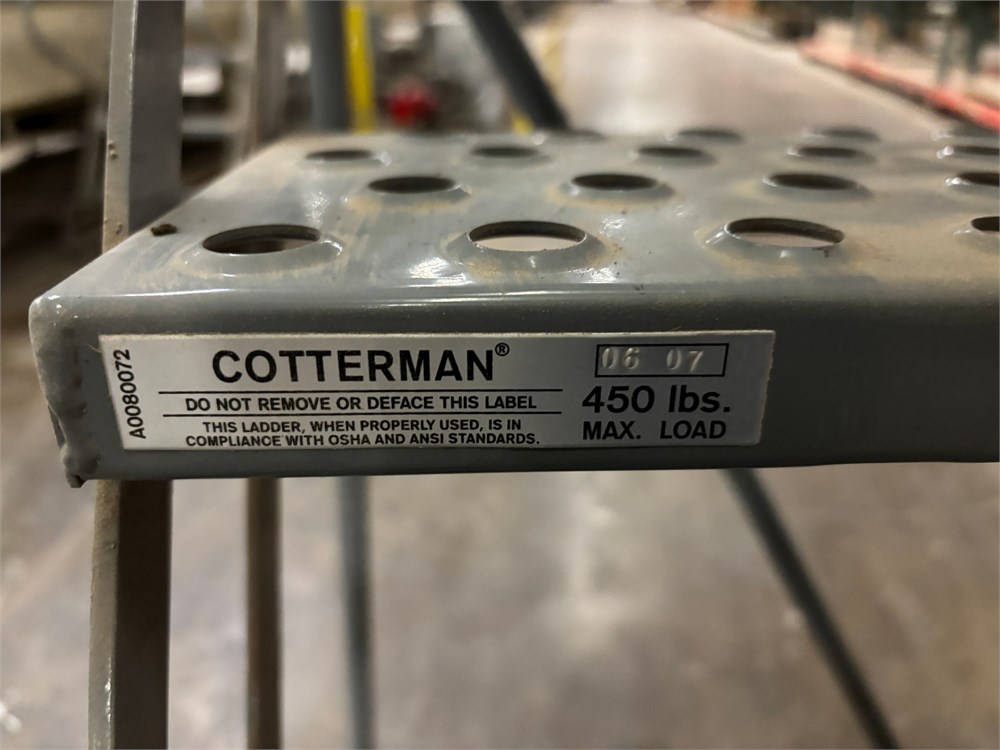 A0080072
COTTERMAN®
DO NOT REMOVE OR DEFACE THIS LABEL
THIS LADDER, WHEN PROPERLY USED, IS IN
COMPLIANCE WITH OSHA AND ANSI STANDARDS.
06 07
450 lbs.
MAX. LOAD